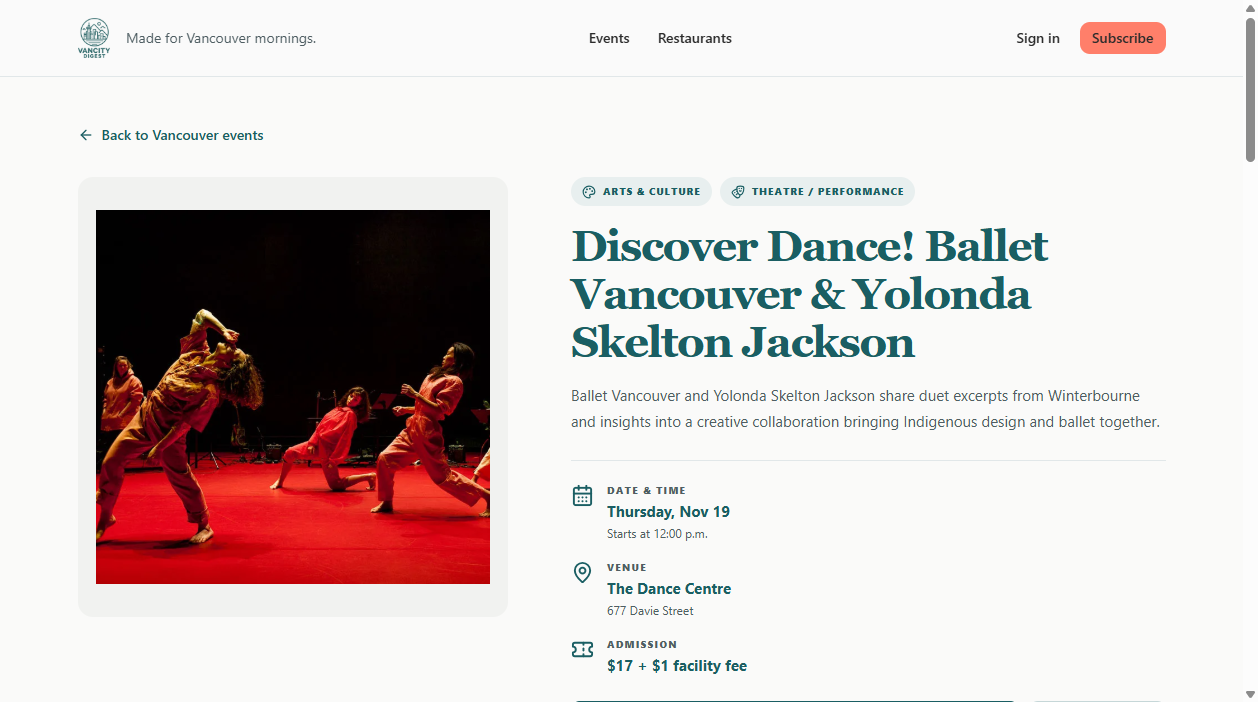 VANCITY
DIGEST
Made for Vancouver mornings.
Events
Restaurants
Sign in
Subscribe
Back to Vancouver events
ARTS & CULTURE
THEATRE / PERFORMANCE
Discover Dance! Ballet
Vancouver & Yolonda
Skelton Jackson
Ballet Vancouver and Yolonda Skelton Jackson share duet excerpts from Winterbourne
and insights into a creative collaboration bringing Indigenous design and ballet together.
DATE & TIME
Thursday, Nov 19
Starts at 12:00 p.m.
VENUE
The Dance Centre
677 Davie Street
ADMISSION
$17 + $1 facility fee